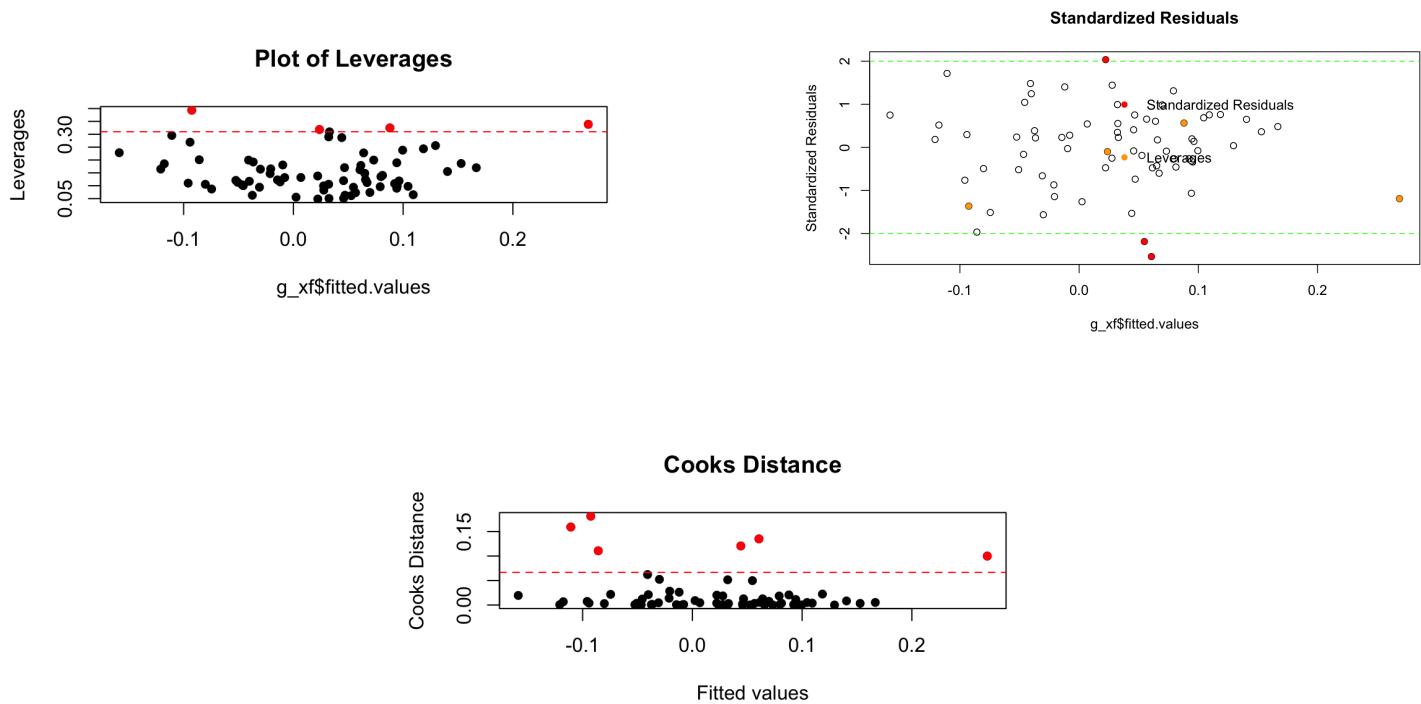 Plot of Leverages
Leverages
0.30
0.05
-0.1 0.0 0.1 0.2
g_xf$fitted.values
Standardized Residuals
Standardized Residuals
2
1
0
-1
-2
Standardized Residuals
Leverages
-0.1 0.0 0.1 0.2
g_xf$fitted.values
Cooks Distance
Cooks Distance
0.15
0.00
-0.1 0.0 0.1 0.2
Fitted values